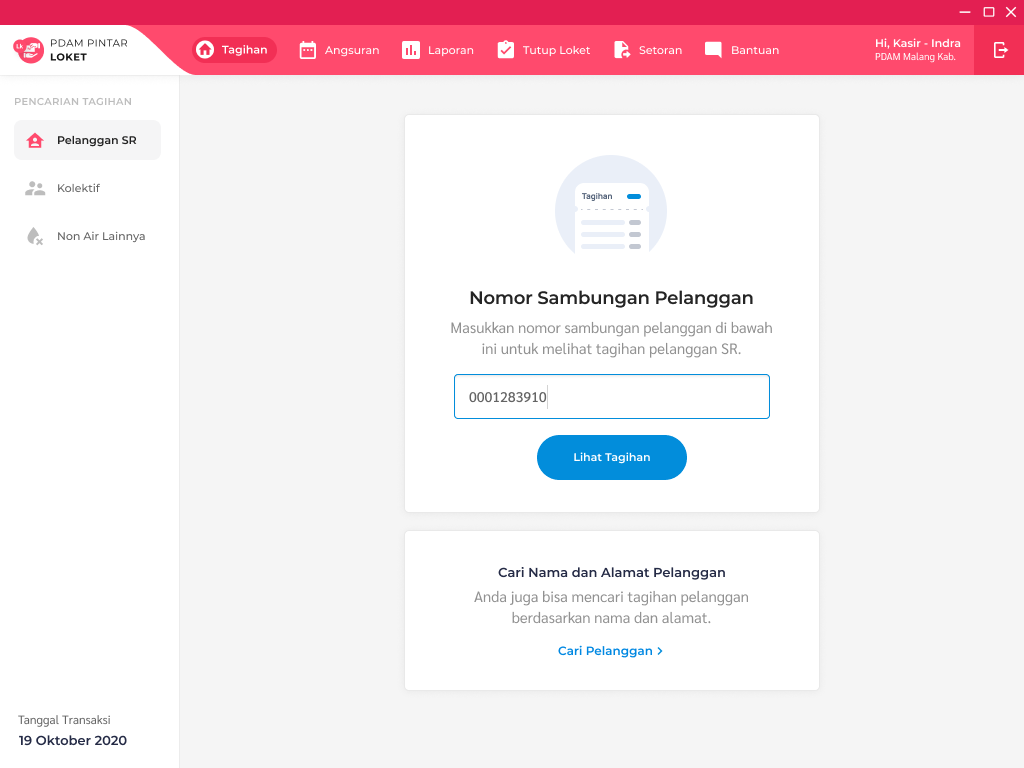 PDAM PINTAR
LOKET
Tagihan
Angsuran
Laporan
Tutup Loket
Setoran
Bantuan
Hi, Kasir - Indra
PDAM Malang Kab.
PENCARIAN TAGIHAN
Pelanggan SR
Kolektif
Non Air Lainnya
Tagihan
Nomor Sambungan Pelanggan
Masukkan nomor sambungan pelanggan di bawah
ini untuk melihat tagihan pelanggan SR.
0001283910
Lihat Tagihan
Cari Nama dan Alamat Pelanggan
Anda juga bisa mencari tagihan pelanggan
berdasarkan nama dan alamat.
Cari Pelanggan >
Tanggal Transaksi
19 Oktober 2020